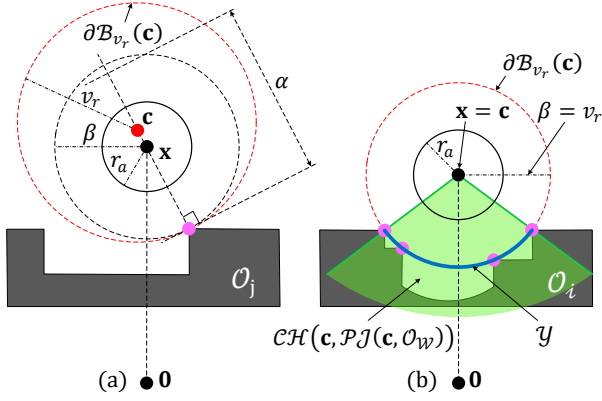 ∂ℬ_{v_r}(𝐜)
v_r
𝐜
α
β
𝐱
r_a
𝒪_j
(a)
𝟎
∂ℬ_{v_r}(𝐜)
𝐱 = 𝐜
β = v_r
r_a
𝒪_i
𝒞ℋ(𝐜, 𝒫𝒥(𝐜, 𝒪_𝒲))
𝒴
(b)
𝟎